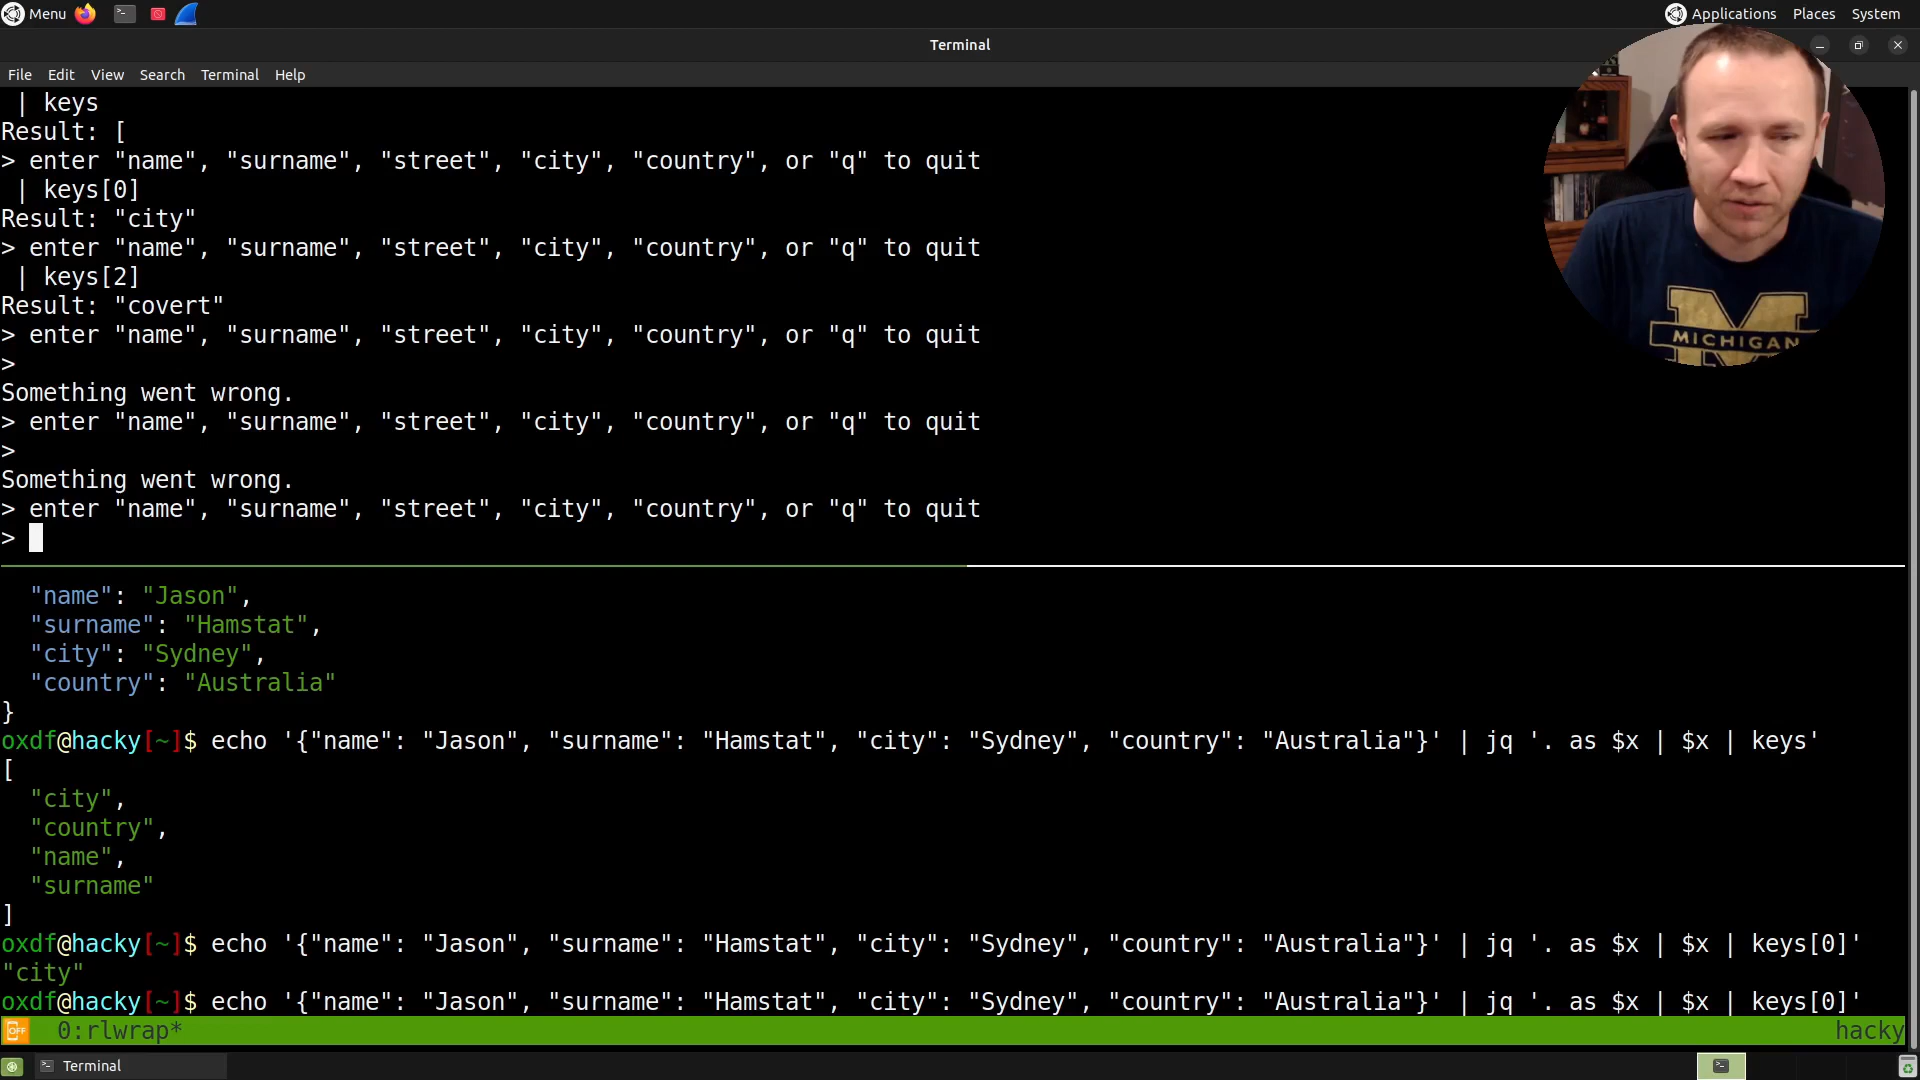 Menu
Applications Places System
Terminal
File Edit View Search Terminal Help
| keys
Result: [
> enter "name", "surname", "street", "city", "country", or "q" to quit
| keys[0]
Result: "city"
> enter "name", "surname", "street", "city", "country", or "q" to quit
| keys[2]
Result: "covert"
> enter "name", "surname", "street", "city", "country", or "q" to quit
>
Something went wrong.
> enter "name", "surname", "street", "city", "country", or "q" to quit
>
Something went wrong.
> enter "name", "surname", "street", "city", "country", or "q" to quit
>
M
MICHIGAN
"name": "Jason",
"surname": "Hamstat",
"city": "Sydney",
"country": "Australia"
}
oxdf@hacky[~]$ echo '{"name": "Jason", "surname": "Hamstat", "city": "Sydney", "country": "Australia"}' | jq '. as $x | $x | keys'
[
"city",
"country",
"name",
"surname"
]
oxdf@hacky[~]$ echo '{"name": "Jason", "surname": "Hamstat", "city": "Sydney", "country": "Australia"}' | jq '. as $x | $x | keys[0]'
"city"
oxdf@hacky[~]$ echo '{"name": "Jason", "surname": "Hamstat", "city": "Sydney", "country": "Australia"}' | jq '. as $x | $x | keys[0]'
OFF 0:rlwrap* hacky
Terminal